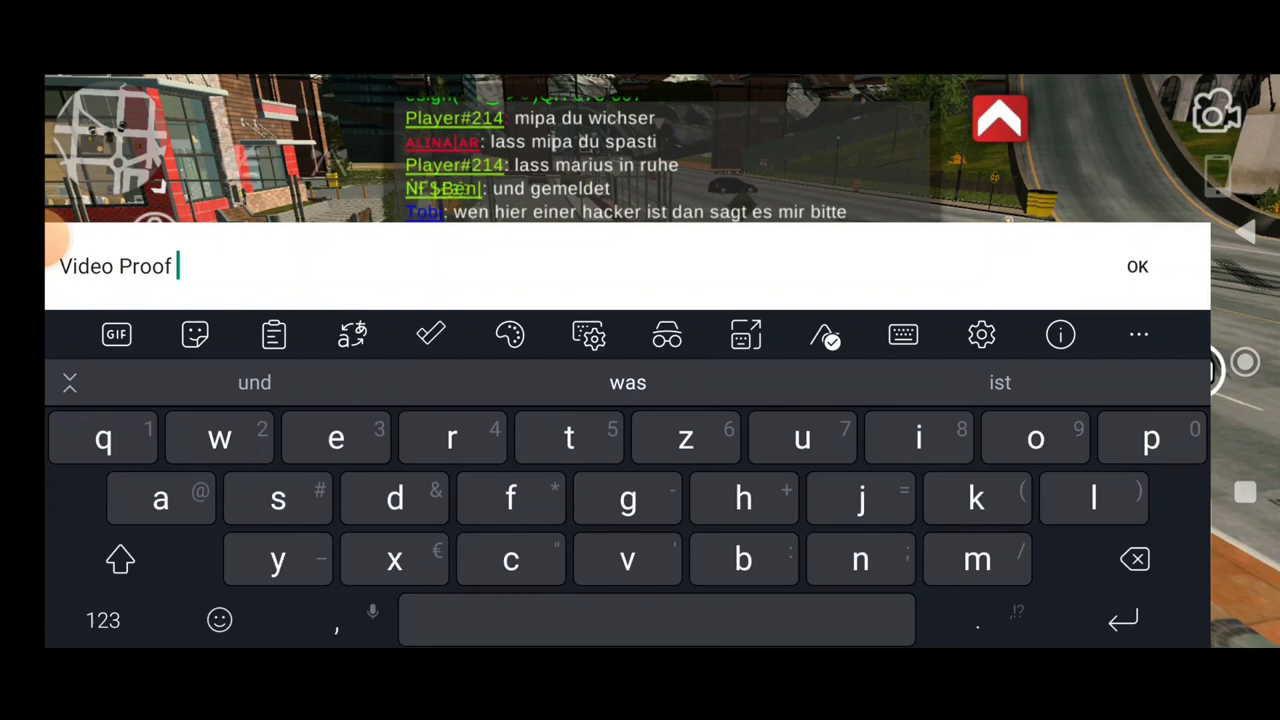 Player#214: mipa du wichser
ALINA|AR: lass mipa du spasti
Player#214: lass marius in ruhe
und gemeldet
Tobi: wen hier einer hacker ist dan sagt es mir bitte
Video Proof
OK
GIF
und was ist
q 1 w 2 e 3 r 4 t 5 z 6 u 7 i 8 o 9 p 0
a @ s # d & f * g - h + j = k ( l )
y _ x € c " v ' b : n ; m /
123 , . ,!?